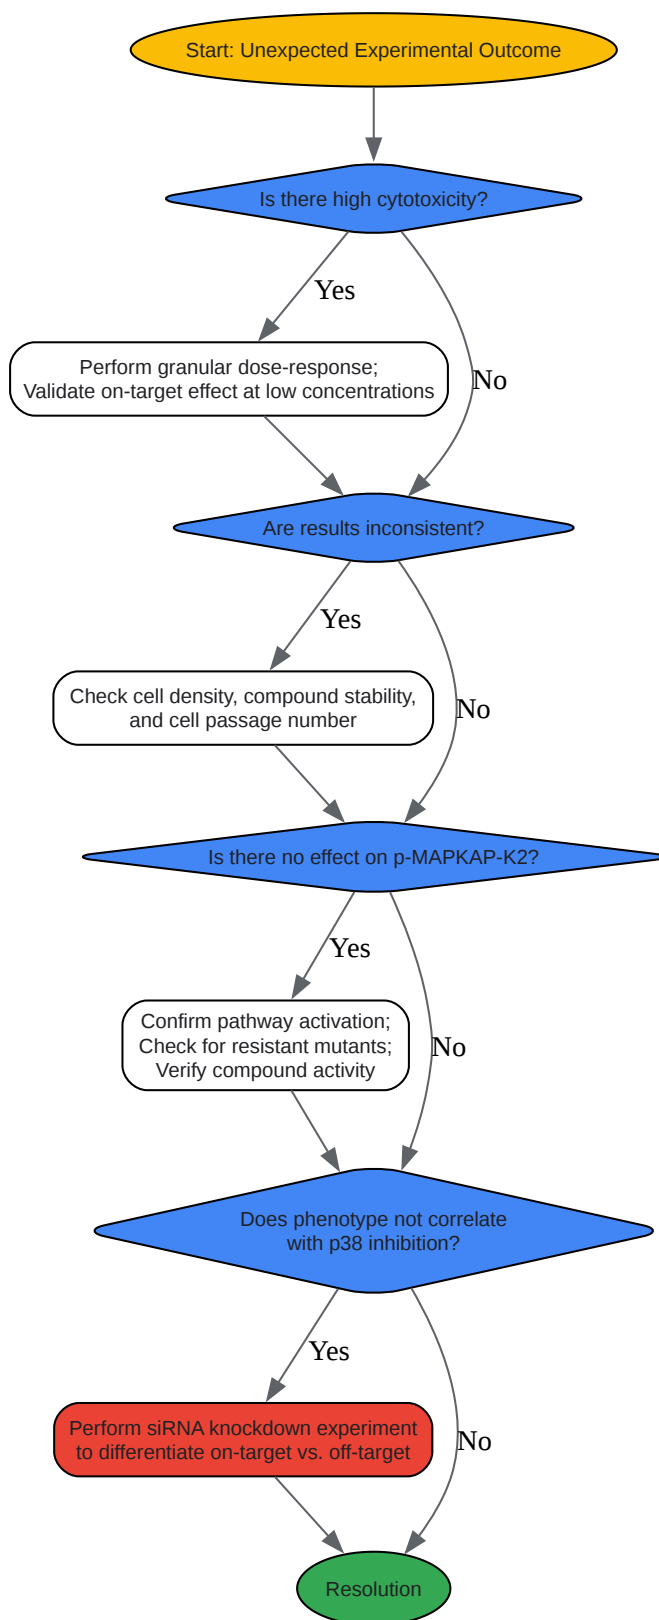 Start: Unexpected Experimental Outcome
Is there high cytotoxicity?
Yes
Perform granular dose-response;
Validate on-target effect at low concentrations
No
Are results inconsistent?
Yes
Check cell density, compound stability,
and cell passage number
No
Is there no effect on p-MAPKAP-K2?
Yes
Confirm pathway activation;
Check for resistant mutants;
Verify compound activity
No
Does phenotype not correlate
with p38 inhibition?
Yes
Perform siRNA knockdown experiment
to differentiate on-target vs. off-target
No
Resolution